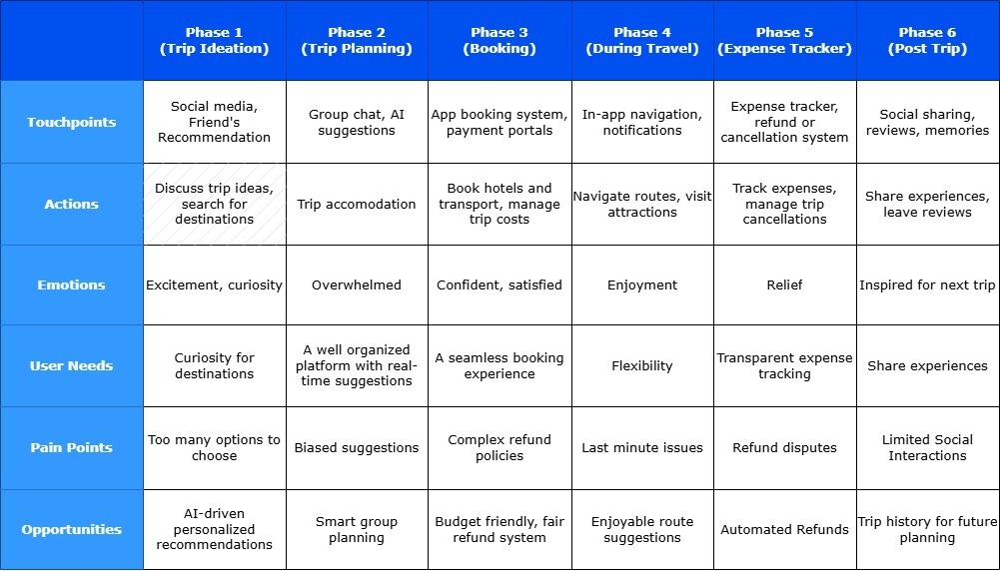 Phase 1
(Trip Ideation)
Phase 2
(Trip Planning)
Phase 3
(Booking)
Phase 4
(During Travel)
Phase 5
(Expense Tracker)
Phase 6
(Post Trip)
Touchpoints
Social media,
Friend's
Recommendation
Group chat, AI
suggestions
App booking system,
payment portals
In-app navigation,
notifications
Expense tracker,
refund or
cancellation system
Social sharing,
reviews, memories
Actions
Discuss trip ideas,
search for
destinations
Trip accomodation
Book hotels and
transport, manage
trip costs
Navigate routes, visit
attractions
Track expenses,
manage trip
cancellations
Share experiences,
leave reviews
Emotions
Excitement, curiosity
Overwhelmed
Confident, satisfied
Enjoyment
Relief
Inspired for next trip
User Needs
Curiosity for
destinations
A well organized
platform with real-
time suggestions
A seamless booking
experience
Flexibility
Transparent expense
tracking
Share experiences
Pain Points
Too many options to
choose
Biased suggestions
Complex refund
policies
Last minute issues
Refund disputes
Limited Social
Interactions
Opportunities
AI-driven
personalized
recommendations
Smart group
planning
Budget friendly, fair
refund system
Enjoyable route
suggestions
Automated Refunds
Trip history for future
planning